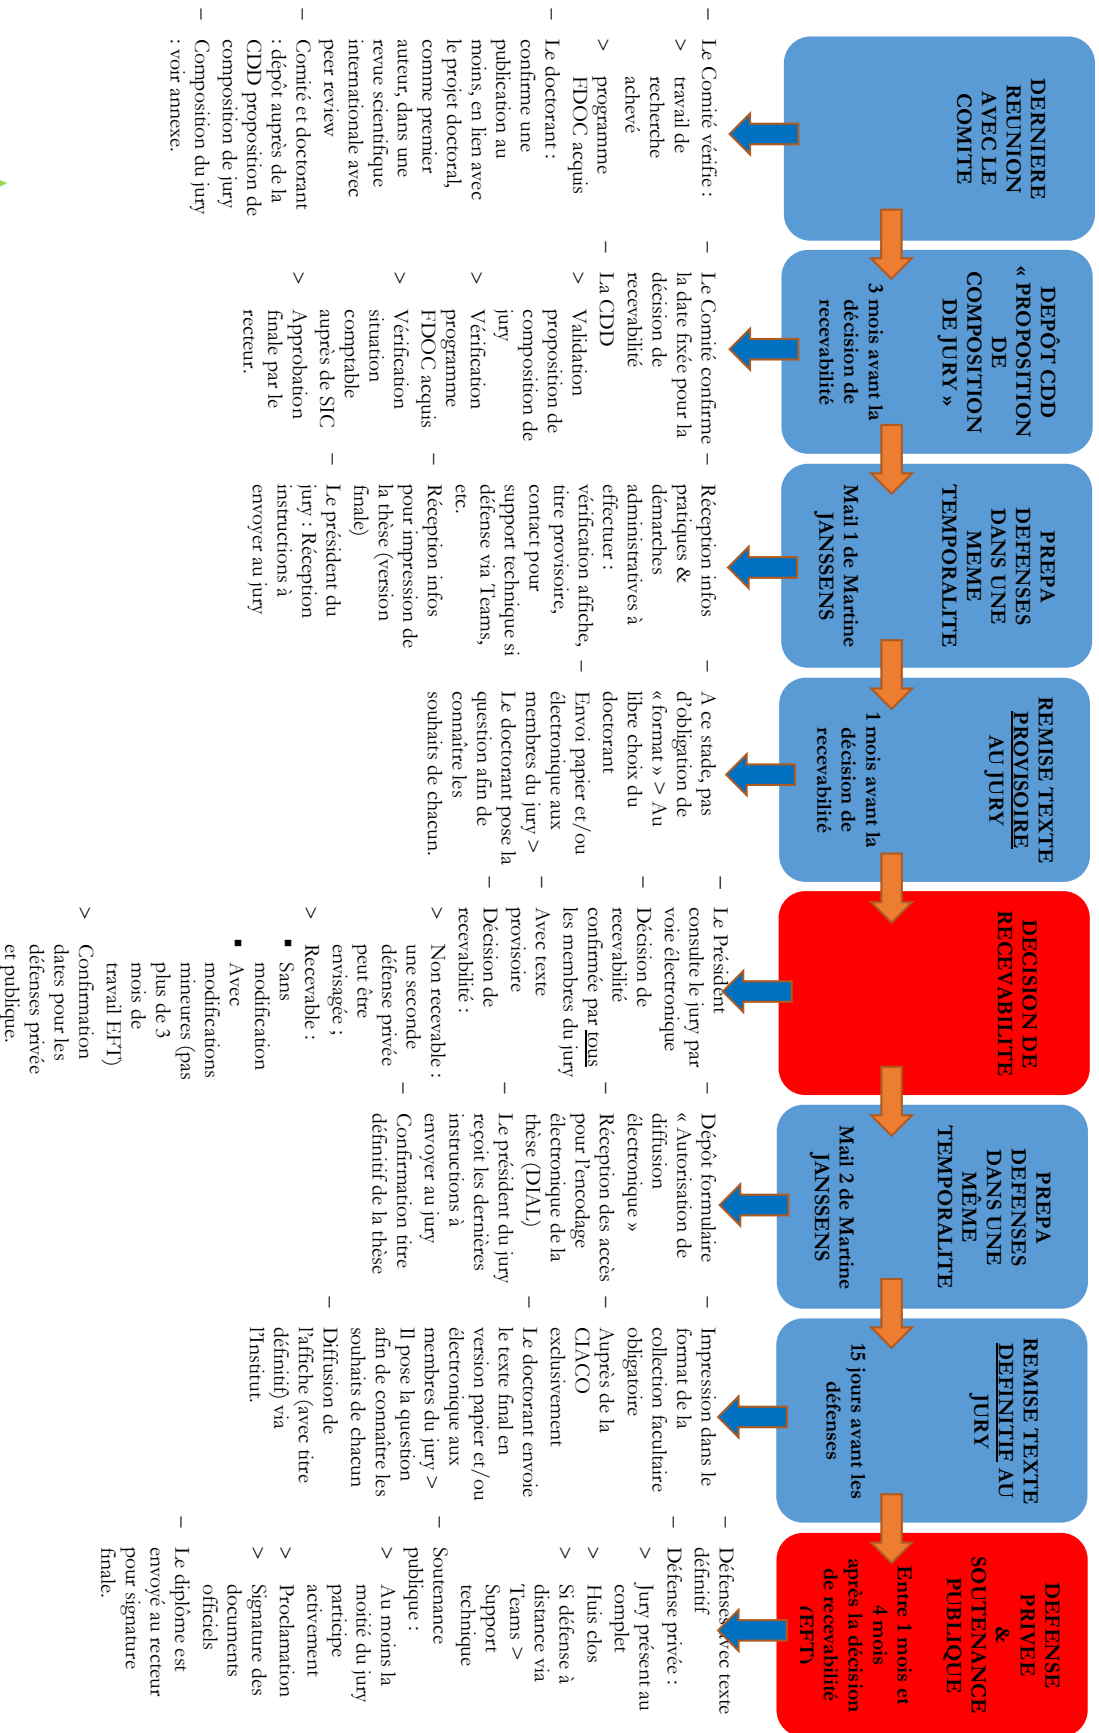 DERNIERE
REUNION
AVEC LE
COMITE
– Le Comité vérifie :
> travail de
recherche
achevé
> programme
FDOC acquis
– Le doctorant :
confirme une
publication au
moins, en lien avec
le projet doctoral,
comme premier
auteur, dans une
revue scientifique
internationale avec
peer review
– Comité et doctorant
: dépôt auprès de la
CDD proposition de
composition de jury
– Composition du jury
: voir annexe.
DEPÔT CDD
« PROPOSITION
DE
COMPOSITION
DE JURY »
3 mois avant la
décision de
recevabilité
– Le Comité confirme
la date fixée pour la
décision de
recevabilité
– La CDD
> Validation
proposition de
composition de
jury
> Vérification
programme
FDOC acquis
> Vérification
situation
comptable
auprès de SIC
> Approbation
finale par le
recteur.
PREPA
DEFENSES
DANS UNE
MEME
TEMPORALITE
Mail 1 de Martine
JANSSENS
– Réception infos
pratiques &
démarches
administratives à
effectuer :
vérification affiche,
titre provisoire,
contact pour
support technique si
défense via Teams,
etc.
– Réception infos
pour impression de
la thèse (version
finale)
– Le président du
jury : Réception
instructions à
envoyer au jury
REMISE TEXTE
PROVISOIRE
AU JURY
1 mois avant la
décision de
recevabilité
– A ce stade, pas
d’obligation de
« format » > Au
libre choix du
doctorant
– Envoi papier et/ou
électronique aux
membres du jury >
Le doctorant pose la
question afin de
connaître les
souhaits de chacun.
DECISION DE
RECEVABILITE
– Le Président
consulte le jury par
voie électronique
– Décision de
recevabilité
confirmée par tous
les membres du jury
– Avec texte
provisoire
– Décision de
recevabilité :
> Non recevable :
une seconde
défense privée
peut être
envisagée ;
> Recevable :
▪ Sans
modification
▪ Avec
modifications
mineures (pas
plus de 3
mois de
travail EFT)
> Confirmation
dates pour les
défenses privée
et publique.
PREPA
DEFENSES
DANS UNE
MÊME
TEMPORALITE
Mail 2 de Martine
JANSSENS
– Dépôt formulaire
« Autorisation de
diffusion
électronique »
– Réception des accès
pour l’encodage
électronique de la
thèse (DIAL)
– Le président du jury
reçoit les dernières
instructions à
envoyer au jury
– Confirmation titre
définitif de la thèse
REMISE TEXTE
DEFINITIF AU
JURY
15 jours avant les
défenses
– Impression dans le
format de la
collection facultaire
obligatoire
– Auprès de la
CIACO
exclusivement
– Le doctorant envoie
le texte final en
version papier et/ou
électronique aux
membres du jury >
Il pose la question
afin de connaître les
souhaits de chacun
– Diffusion de
l’affiche (avec titre
définitif) via
l’Institut.
DEFENSE
PRIVEE
&
SOUTENANCE
PUBLIQUE
Entre 1 mois et
4 mois
après la décision
de recevabilité
(EFT)
– Défenses avec texte
définitif
– Défense privée :
> Jury présent au
complet
> Huis clos
> Si défense à
distance via
Teams >
Support
technique
– Soutenance
publique :
> Au moins la
moitié du jury
participe
activement
> Proclamation
> Signature des
documents
officiels
– Le diplôme est
envoyé au recteur
pour signature
finale.